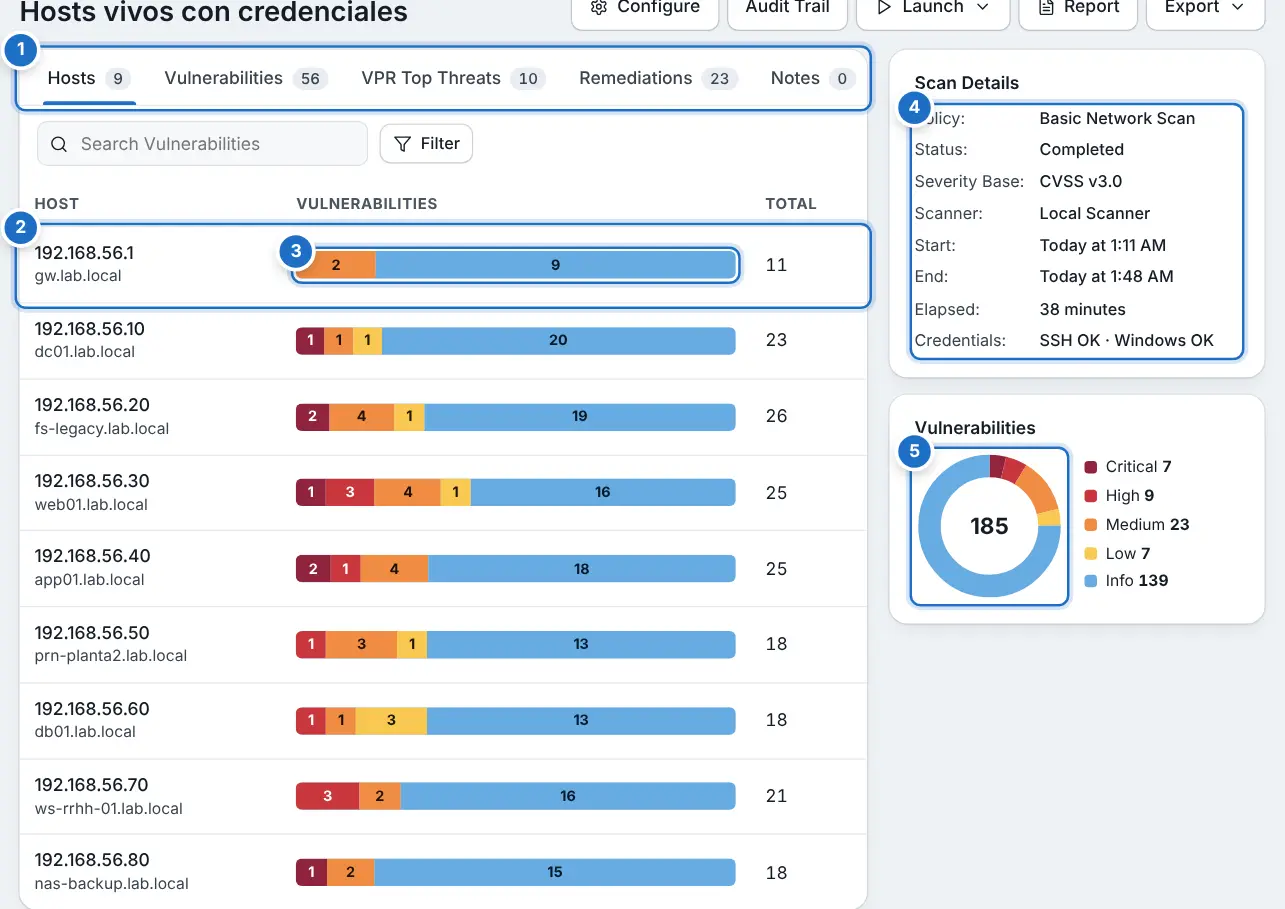 Hosts vivos con credenciales
Configure
Audit Trail
Launch
Report
Export
1
Hosts 9
Vulnerabilities 56
VPR Top Threats 10
Remediations 23
Notes 0
Search Vulnerabilities
Filter
HOST VULNERABILITIES TOTAL
2
192.168.56.1
gw.lab.local
3
2 9 11
192.168.56.10
dc01.lab.local
1 1 1 20 23
192.168.56.20
fs-legacy.lab.local
2 4 1 19 26
192.168.56.30
web01.lab.local
1 3 4 1 16 25
192.168.56.40
app01.lab.local
2 1 4 18 25
192.168.56.50
prn-planta2.lab.local
1 3 1 13 18
192.168.56.60
db01.lab.local
1 1 3 13 18
192.168.56.70
ws-rrhh-01.lab.local
3 2 16 21
192.168.56.80
nas-backup.lab.local
1 2 15 18
Scan Details
4
olicy: Basic Network Scan
Status: Completed
Severity Base: CVSS v3.0
Scanner: Local Scanner
Start: Today at 1:11 AM
End: Today at 1:48 AM
Elapsed: 38 minutes
Credentials: SSH OK · Windows OK
Vulnerabilities
5
185
Critical 7
High 9
Medium 23
Low 7
Info 139